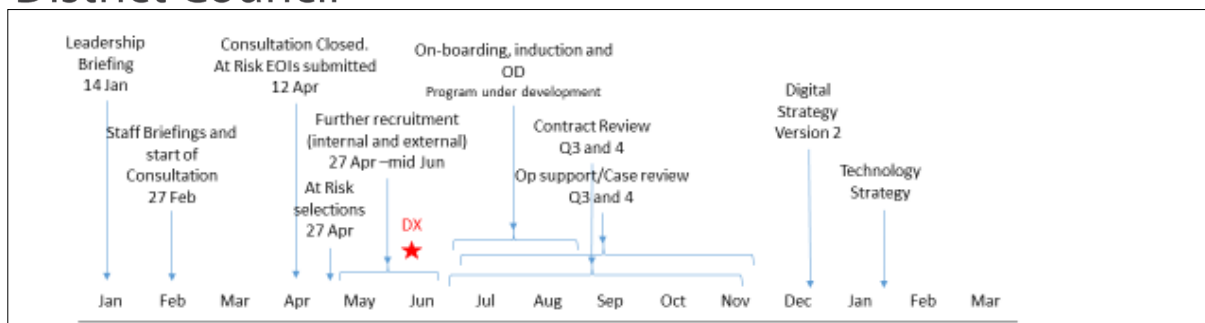 District Council
Leadership
Briefing
14 Jan
Consultation Closed.
At Risk EOIs submitted
12 Apr
On-boarding, induction and
OD
Program under development
Digital
Strategy
Version 2
Further recruitment
(internal and external)
27 Apr –mid Jun
Contract Review
Q3 and 4
Staff Briefings and
start of
Consultation
27 Feb
Op support/Case review
Q3 and 4
Technology
Strategy
At Risk
selections
27 Apr
DX
Jan Feb Mar Apr May Jun Jul Aug Sep Oct Nov Dec Jan Feb Mar